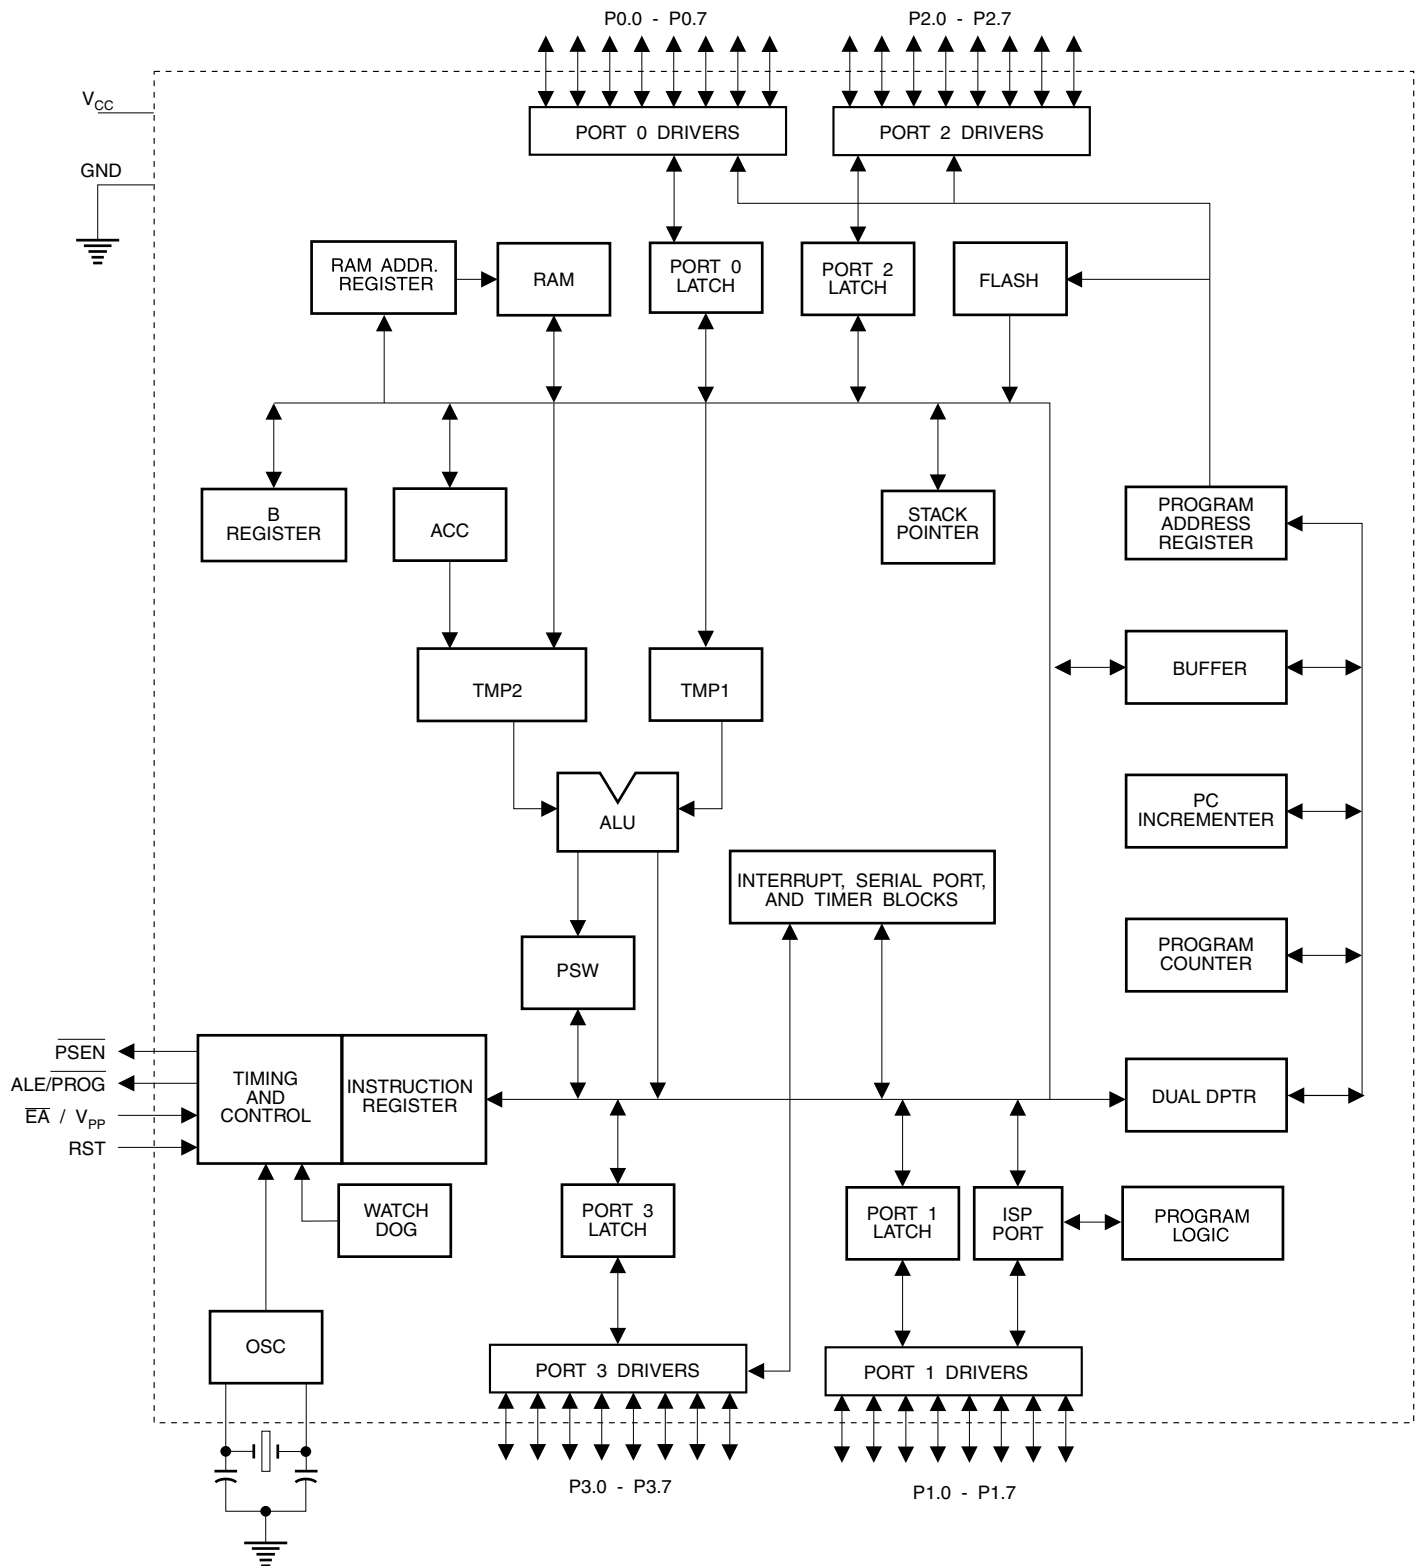 P0.0 - P0.7
P2.0 - P2.7
VCC
GND
PORT 0 DRIVERS
PORT 2 DRIVERS
RAM ADDR.
REGISTER
RAM
PORT 0
LATCH
PORT 2
LATCH
FLASH
B
REGISTER
ACC
STACK
POINTER
PROGRAM
ADDRESS
REGISTER
BUFFER
TMP2
TMP1
ALU
PC
INCREMENTER
INTERRUPT, SERIAL PORT,
AND TIMER BLOCKS
PSW
PROGRAM
COUNTER
PSEN
ALE/PROG
EA / VPP
RST
TIMING
AND
CONTROL
INSTRUCTION
REGISTER
DUAL DPTR
WATCH
DOG
PORT 3
LATCH
PORT 1
LATCH
ISP
PORT
PROGRAM
LOGIC
OSC
PORT 3 DRIVERS
PORT 1 DRIVERS
P3.0 - P3.7
P1.0 - P1.7